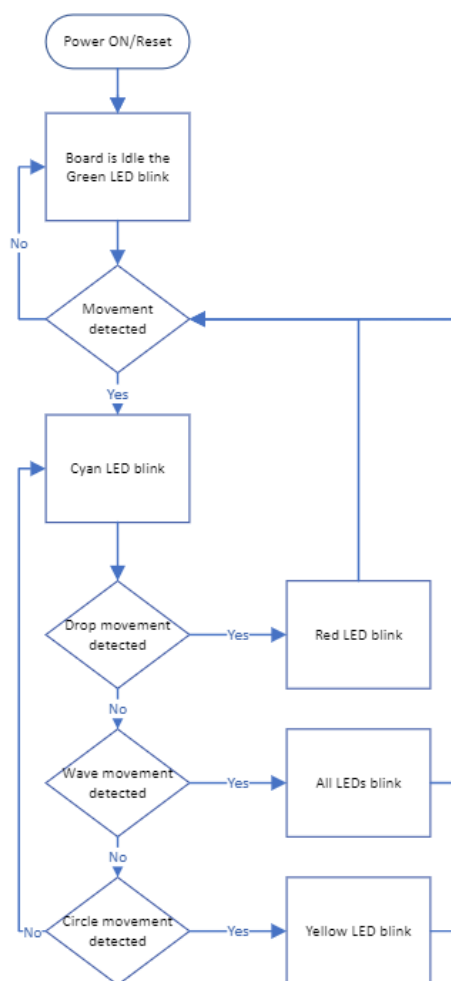 Power ON/Reset
Board is Idle the
Green LED blink
No
Movement
detected
Yes
Cyan LED blink
Drop movement
detected
Yes
Red LED blink
No
Wave movement
detected
Yes
All LEDs blink
No
Circle movement
detected
No
Yes
Yellow LED blink